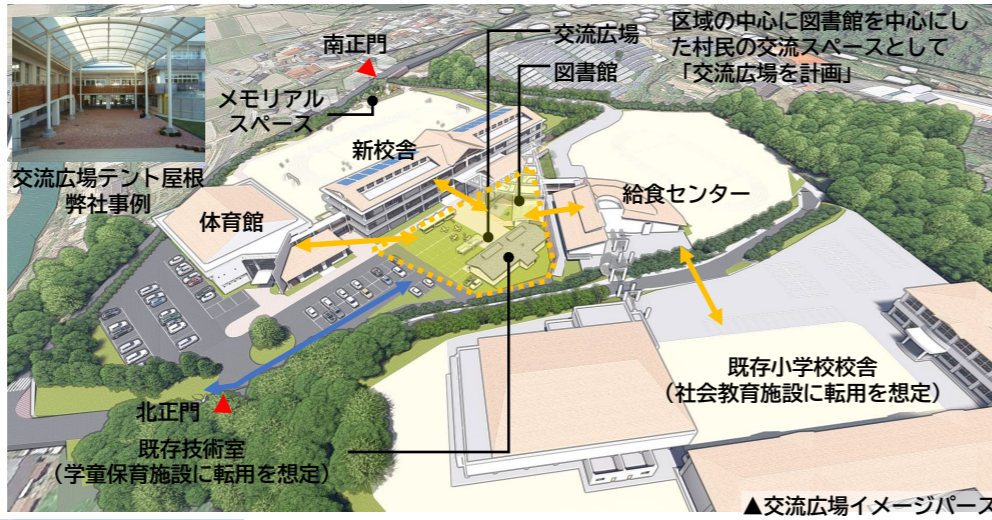 南正門
メモリアル
スペース
交流広場
図書館
区域の中心に図書館を中心にし
た村民の交流スペースとして
「交流広場を計画」
交流広場テント屋根
弊社事例
新校舎
体育館
給食センター
北正門
既存技術室
（学童保育施設に転用を想定）
既存小学校校舎
（社会教育施設に転用を想定）
▲交流広場イメージパース